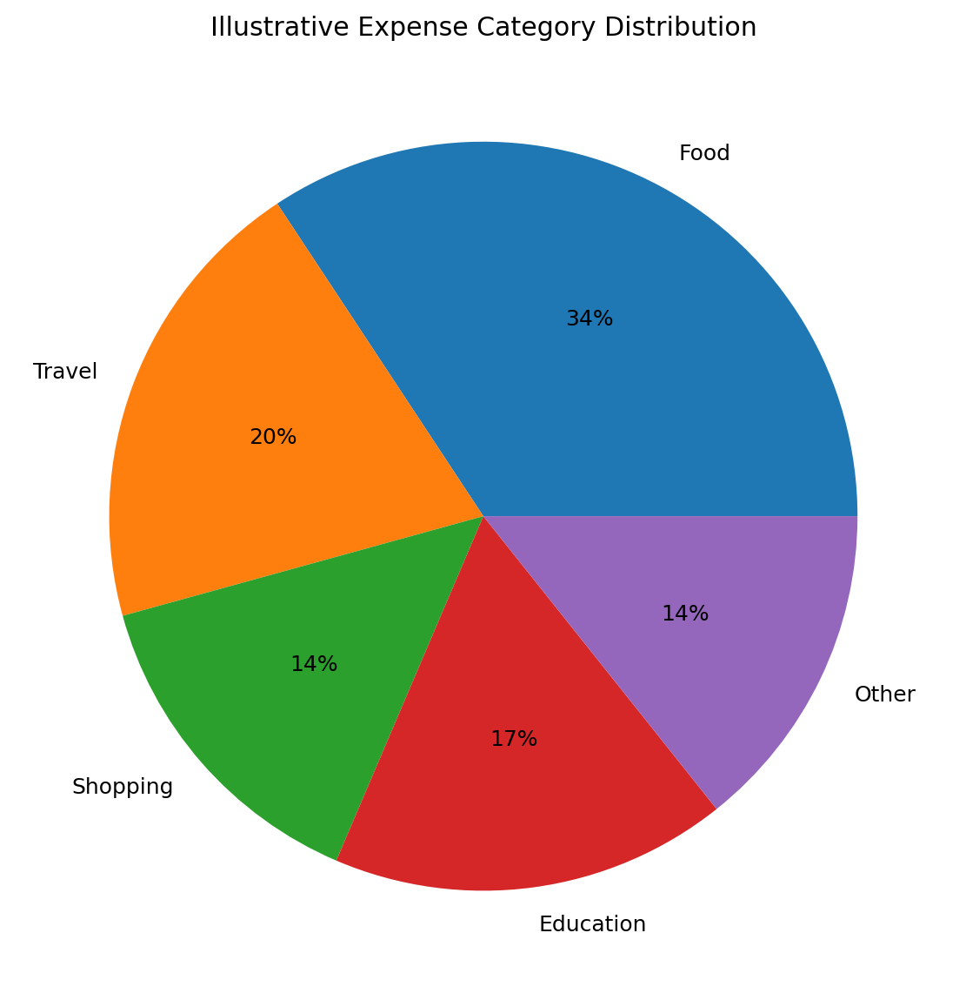 Illustrative Expense Category Distribution
Food
34%
Travel
20%
14%
14%
Other
17%
Shopping
Education